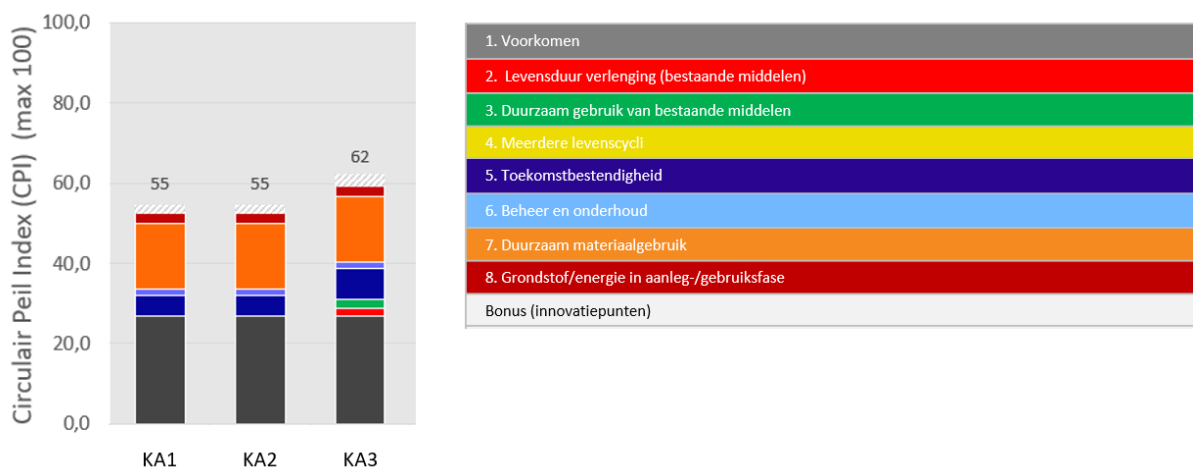 Circulair Peil Index (CPI)  (max 100)
100,0
80,0
60,0
40,0
20,0
0,0
55
55
62
KA1
KA2
KA3
1. Voorkomen
2.  Levensduur verlenging (bestaande middelen)
3. Duurzaam gebruik van bestaande middelen
4. Meerdere levenscycli
5. Toekomstbestendigheid
6. Beheer en onderhoud
7. Duurzaam materiaalgebruik
8. Grondstof/energie in aanleg-/gebruiksfase
Bonus (innovatiepunten)